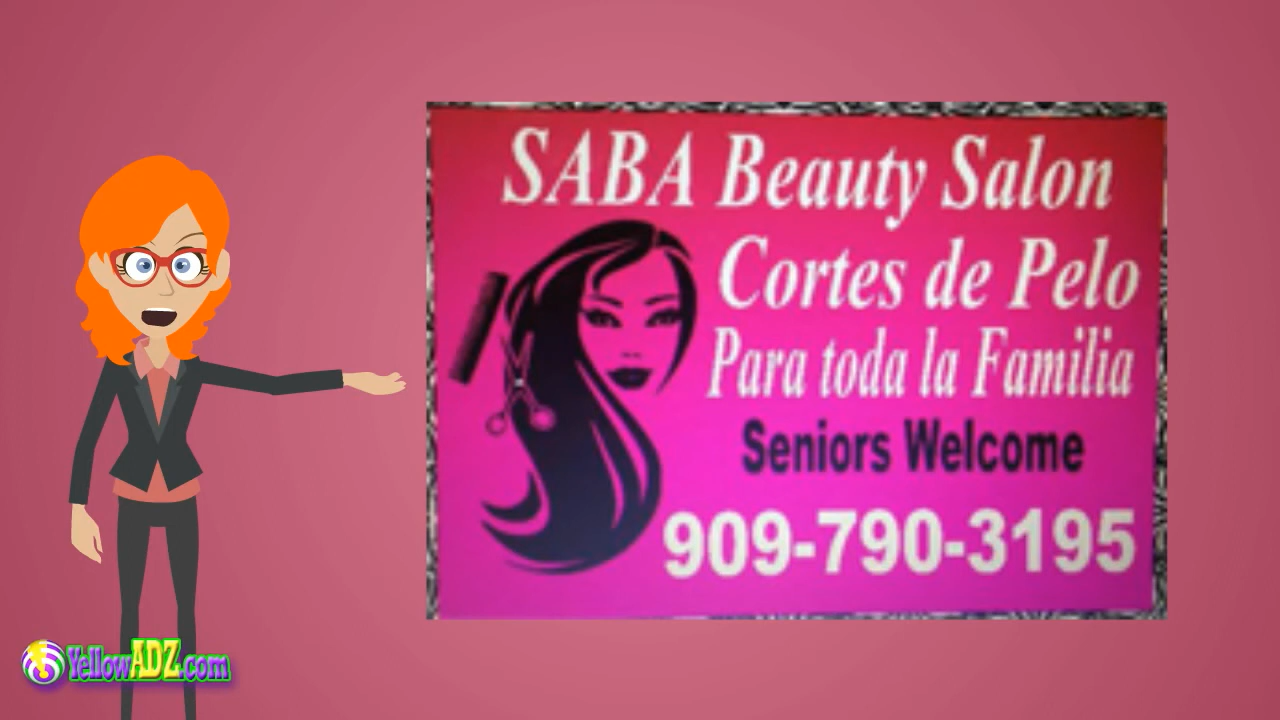 SABA Beauty Salon
Cortes de Pelo
Para toda la Familia
Seniors Welcome
909-790-3195
YellowADZ.com